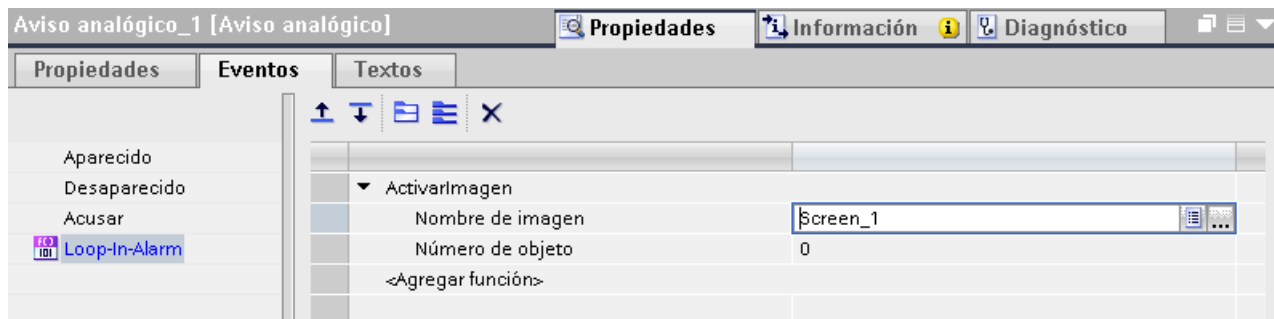 Aviso analógico_1 [Aviso analógico]
Propiedades
Información
Diagnóstico
Propiedades
Eventos
Textos
Aparecido
Desaparecido
Acusar
Loop-In-Alarm
ActivarImagen
Nombre de imagen
Screen_1
Número de objeto
0
<Agregar función>